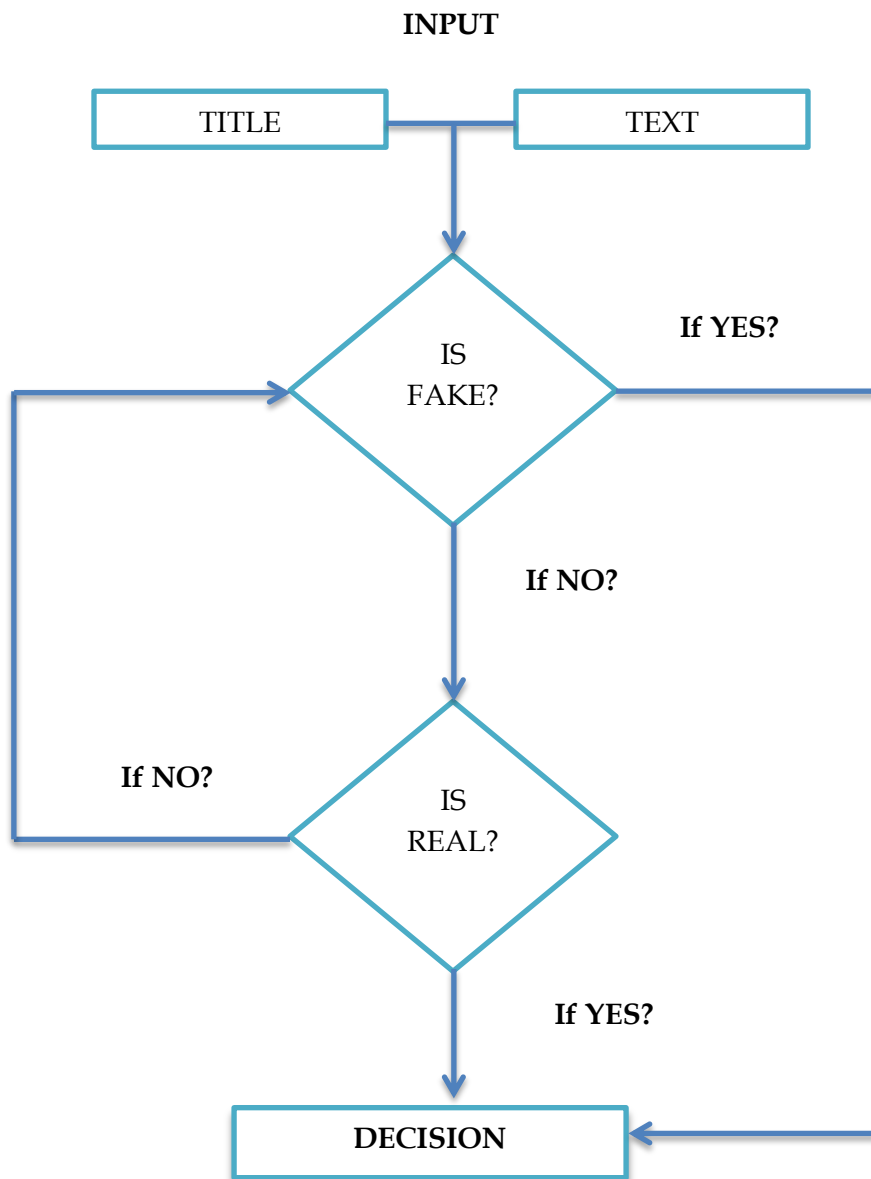 INPUT
TITLE
TEXT
If YES?
IS
FAKE?
If NO?
If NO?
IS
REAL?
If YES?
DECISION